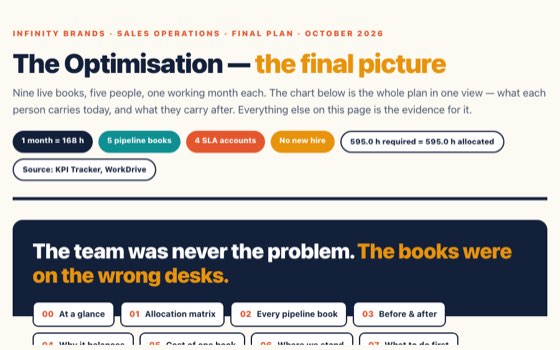 INFINITY BRANDS · SALES OPERATIONS · FINAL PLAN · OCTOBER 2026
The Optimisation — the final picture
Nine live books, five people, one working month each. The chart below is the whole plan in one view — what each
person carries today, and what they carry after. Everything else on this page is the evidence for it.
1 month = 168 h 5 pipeline books 4 SLA accounts No new hire 595.0 h required = 595.0 h allocated
Source: KPI Tracker, WorkDrive
The team was never the problem. The books were
on the wrong desks.
00 At a glance 01 Allocation matrix 02 Every pipeline book 03 Before & after
04 Why it balances 05 Cost of one book 06 Where we stand 07 What to do first